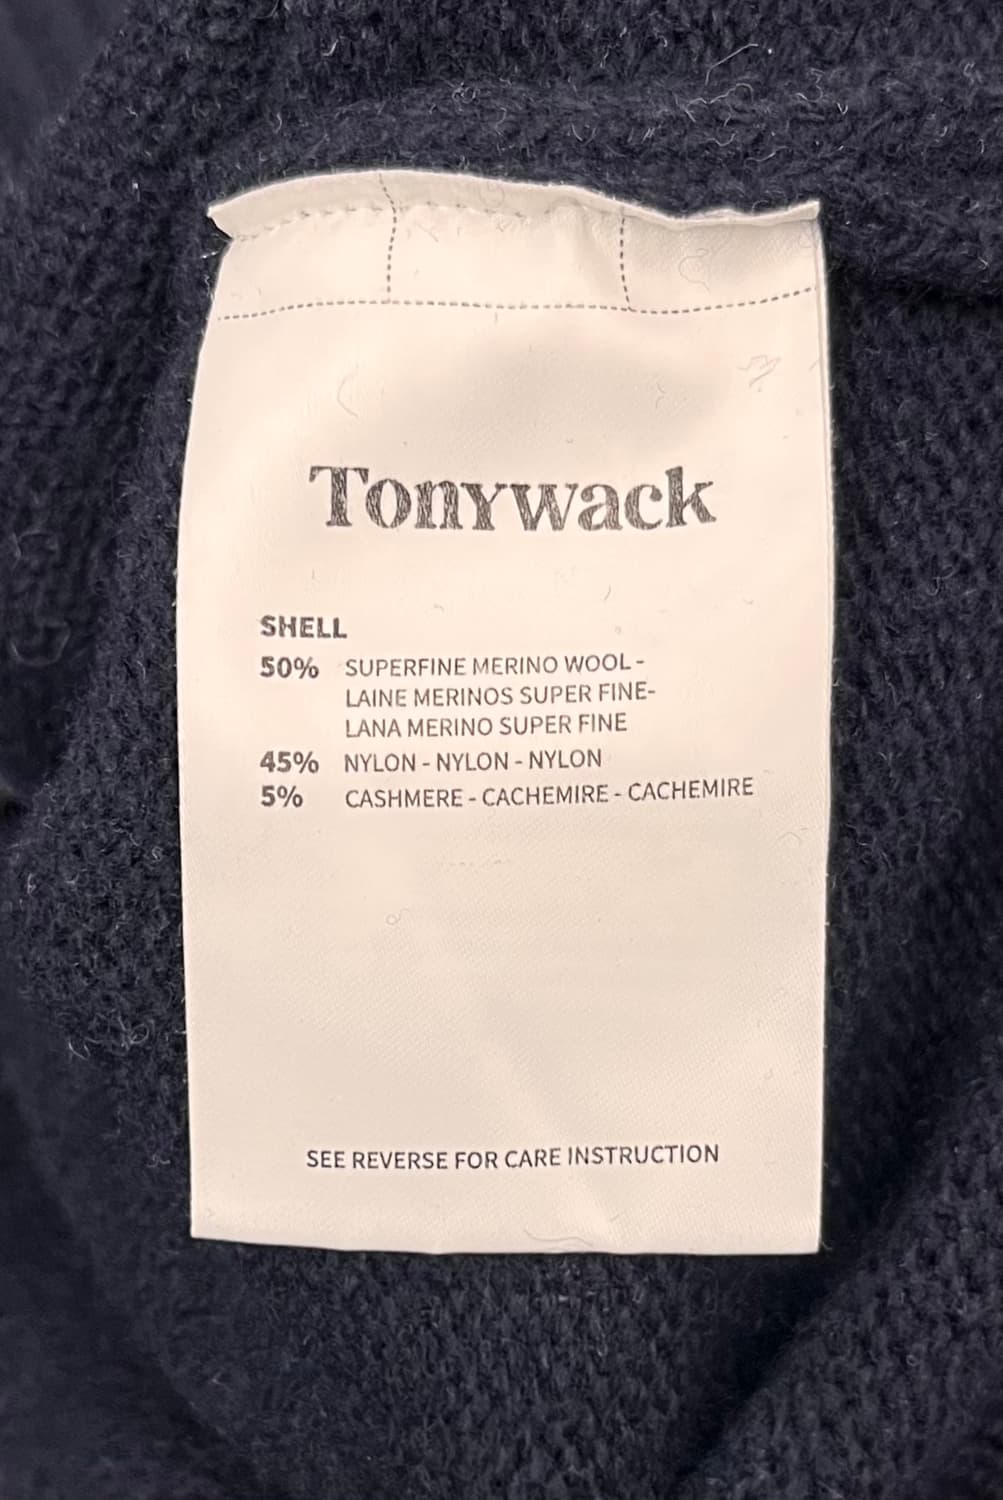 Tonywack
SHELL
50% SUPERFINE MERINO WOOL -
LAINE MERINOS SUPER FINE-
LANA MERINO SUPER FINE
45% NYLON - NYLON - NYLON
5% CASHMERE - CACHEMIRE - CACHEMIRE
SEE REVERSE FOR CARE INSTRUCTION